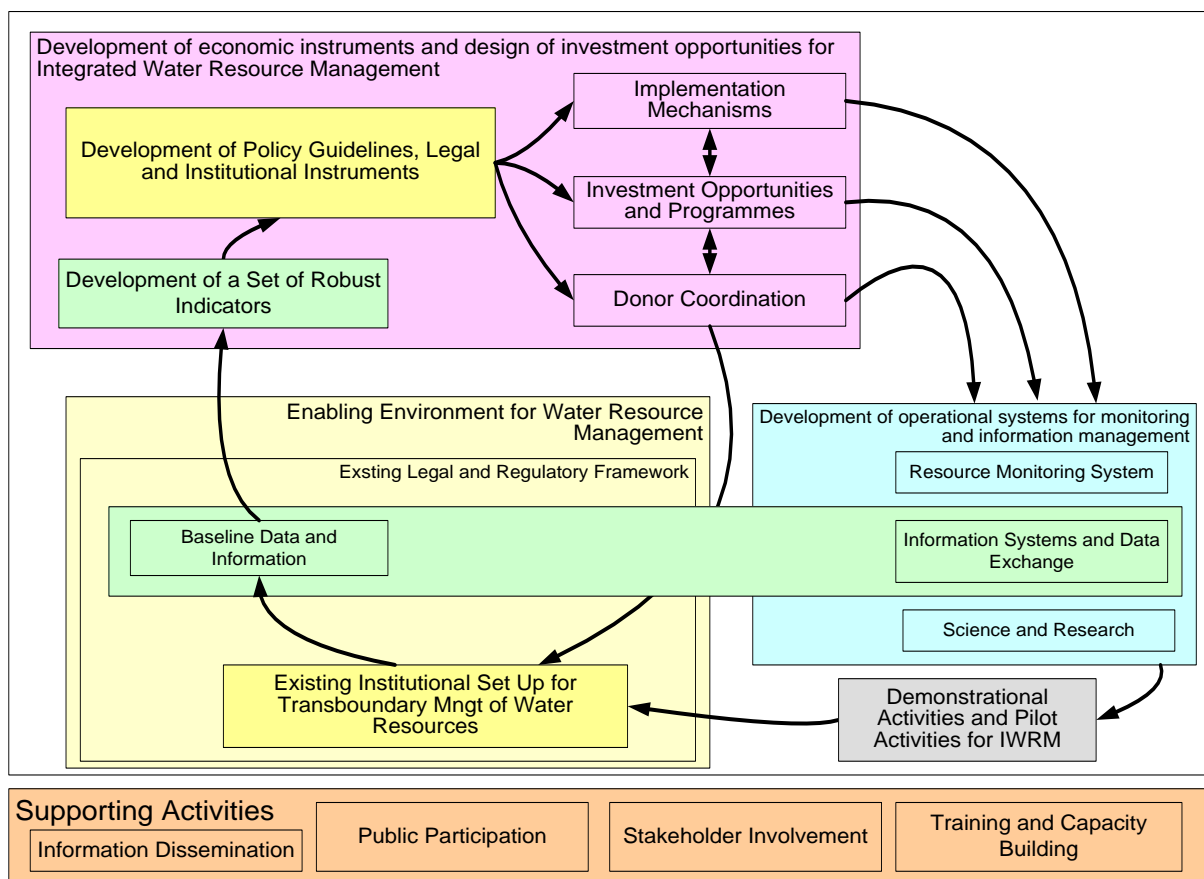 Development of economic instruments and design of investment opportunities for
Integrated Water Resource Management
Implementation
Mechanisms
Development of Policy Guidelines, Legal
and Institutional Instruments
Investment Opportunities
and Programmes
Development of a Set of Robust
Indicators
Donor Coordination
Enabling Environment for Water Resource
Management
Exsting Legal and Regulatory Framework
Baseline Data and
Information
Existing Institutional Set Up for
Transboundary Mngt of Water
Resources
Development of operational systems for monitoring
and information management
Resource Monitoring System
Information Systems and Data
Exchange
Science and Research
Demonstrational
Activities and Pilot
Activities for IWRM
Supporting Activities
Information Dissemination
Public Participation
Stakeholder Involvement
Training and Capacity
Building